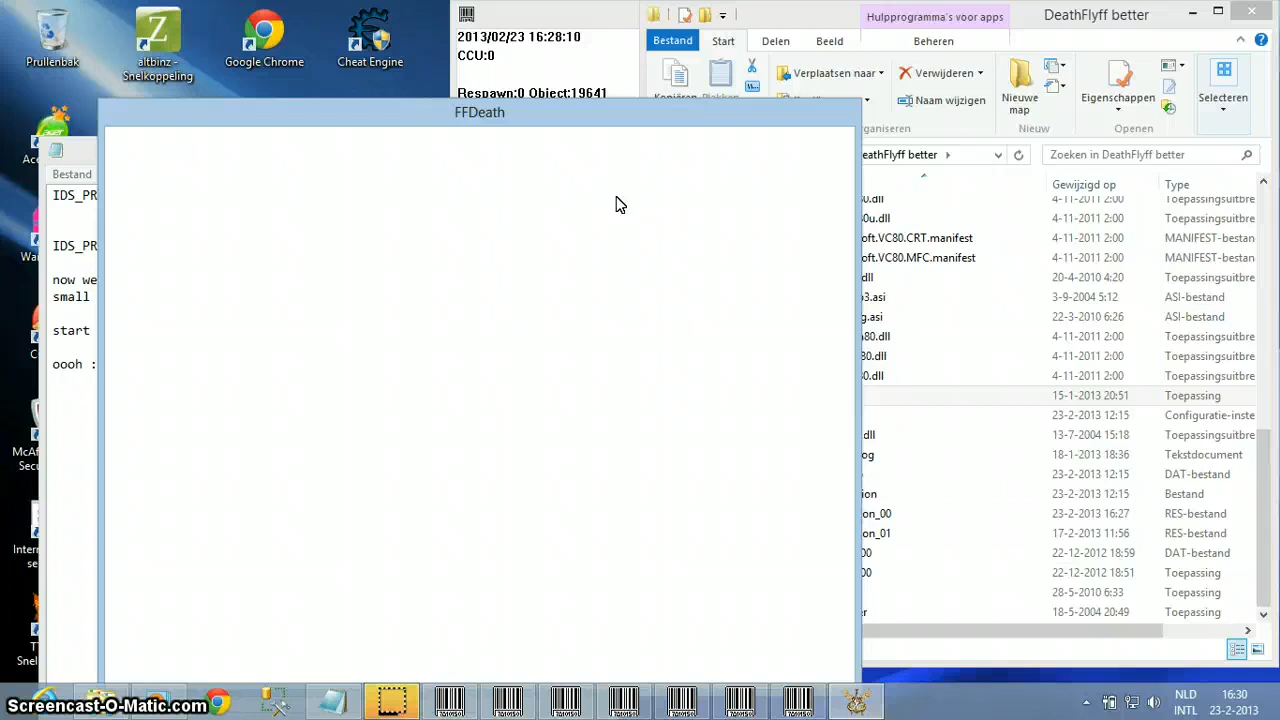 Prullenbak
altbinz -
Snelkoppeling
Google Chrome
Cheat Engine
2013/02/23 16:28:10
CCU:0
Respawn:0 Object:19641
Hulpprogramma's voor apps
DeathFlyff better
Bestand
Start
Delen
Beeld
Beheren
Kopiëren
Plakken
Verplaatsen naar
Verwijderen
Naam wijzigen
Nieuwe
map
Eigenschappen
Selecteren
Nieuw
Openen
FFDeath
Bestand
IDS_PR
IDS_PR
now we
small
start
oooh :
eathFlyff better
Zoeken in DeathFlyff better
Gewijzigd op
Type
80.dll 4-11-2011 2:00 Toepassingsuitbre
0u.dll 4-11-2011 2:00 Toepassingsuitbre
oft.VC80.CRT.manifest 4-11-2011 2:00 MANIFEST-bestan
oft.VC80.MFC.manifest 4-11-2011 2:00 MANIFEST-bestan
dll 20-4-2010 4:20 Toepassingsuitbre
3.asi 3-9-2004 5:12 ASI-bestand
g.asi 22-3-2010 6:26 ASI-bestand
80.dll 4-11-2011 2:00 Toepassingsuitbre
80.dll 4-11-2011 2:00 Toepassingsuitbre
0.dll 4-11-2011 2:00 Toepassingsuitbre
15-1-2013 20:51 Toepassing
23-2-2013 12:15 Configuratie-inste
.dll 13-7-2004 15:18 Toepassingsuitbre
og 18-1-2013 18:36 Tekstdocument
23-2-2013 12:15 DAT-bestand
ion 23-2-2013 12:15 Bestand
on_00 23-2-2013 16:27 RES-bestand
on_01 17-2-2013 11:56 RES-bestand
00 22-12-2012 18:59 DAT-bestand
00 22-12-2012 18:51 Toepassing
28-5-2010 6:33 Toepassing
er 18-5-2004 20:49 Toepassing
Ace
War
McAf
Secu
Intern
se
Snel
Screencast-O-Matic.com
NLD
INTL
16:30
23-2-2013